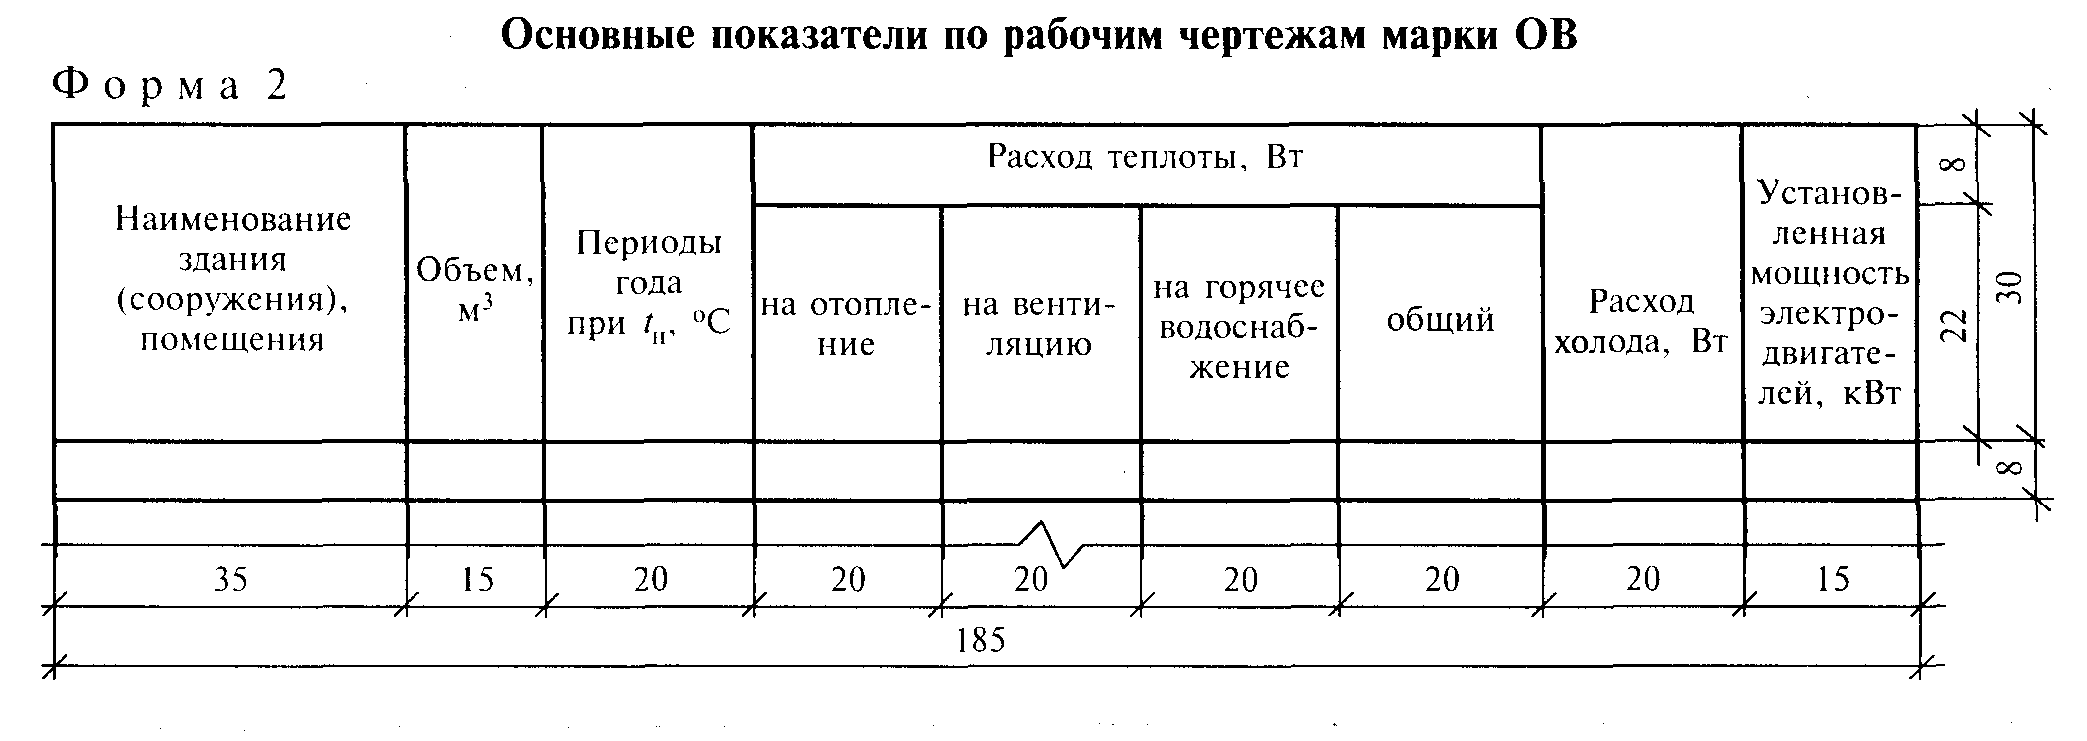 Основные показатели по рабочим чертежам марки ОВ
Форма 2
Наименование
здания
(сооружения),
помещения
Объем,
м³
Периоды
года
при tн, °С
Расход теплоты, Вт
на отопле-
ние
на венти-
ляцию
на горячее
водоснаб-
жение
общий
Расход
холода, Вт
Установ-
ленная
мощность
электро-
двигате-
лей, кВт
8
22
30
8
35
15
20
20
20
20
20
20
15
185